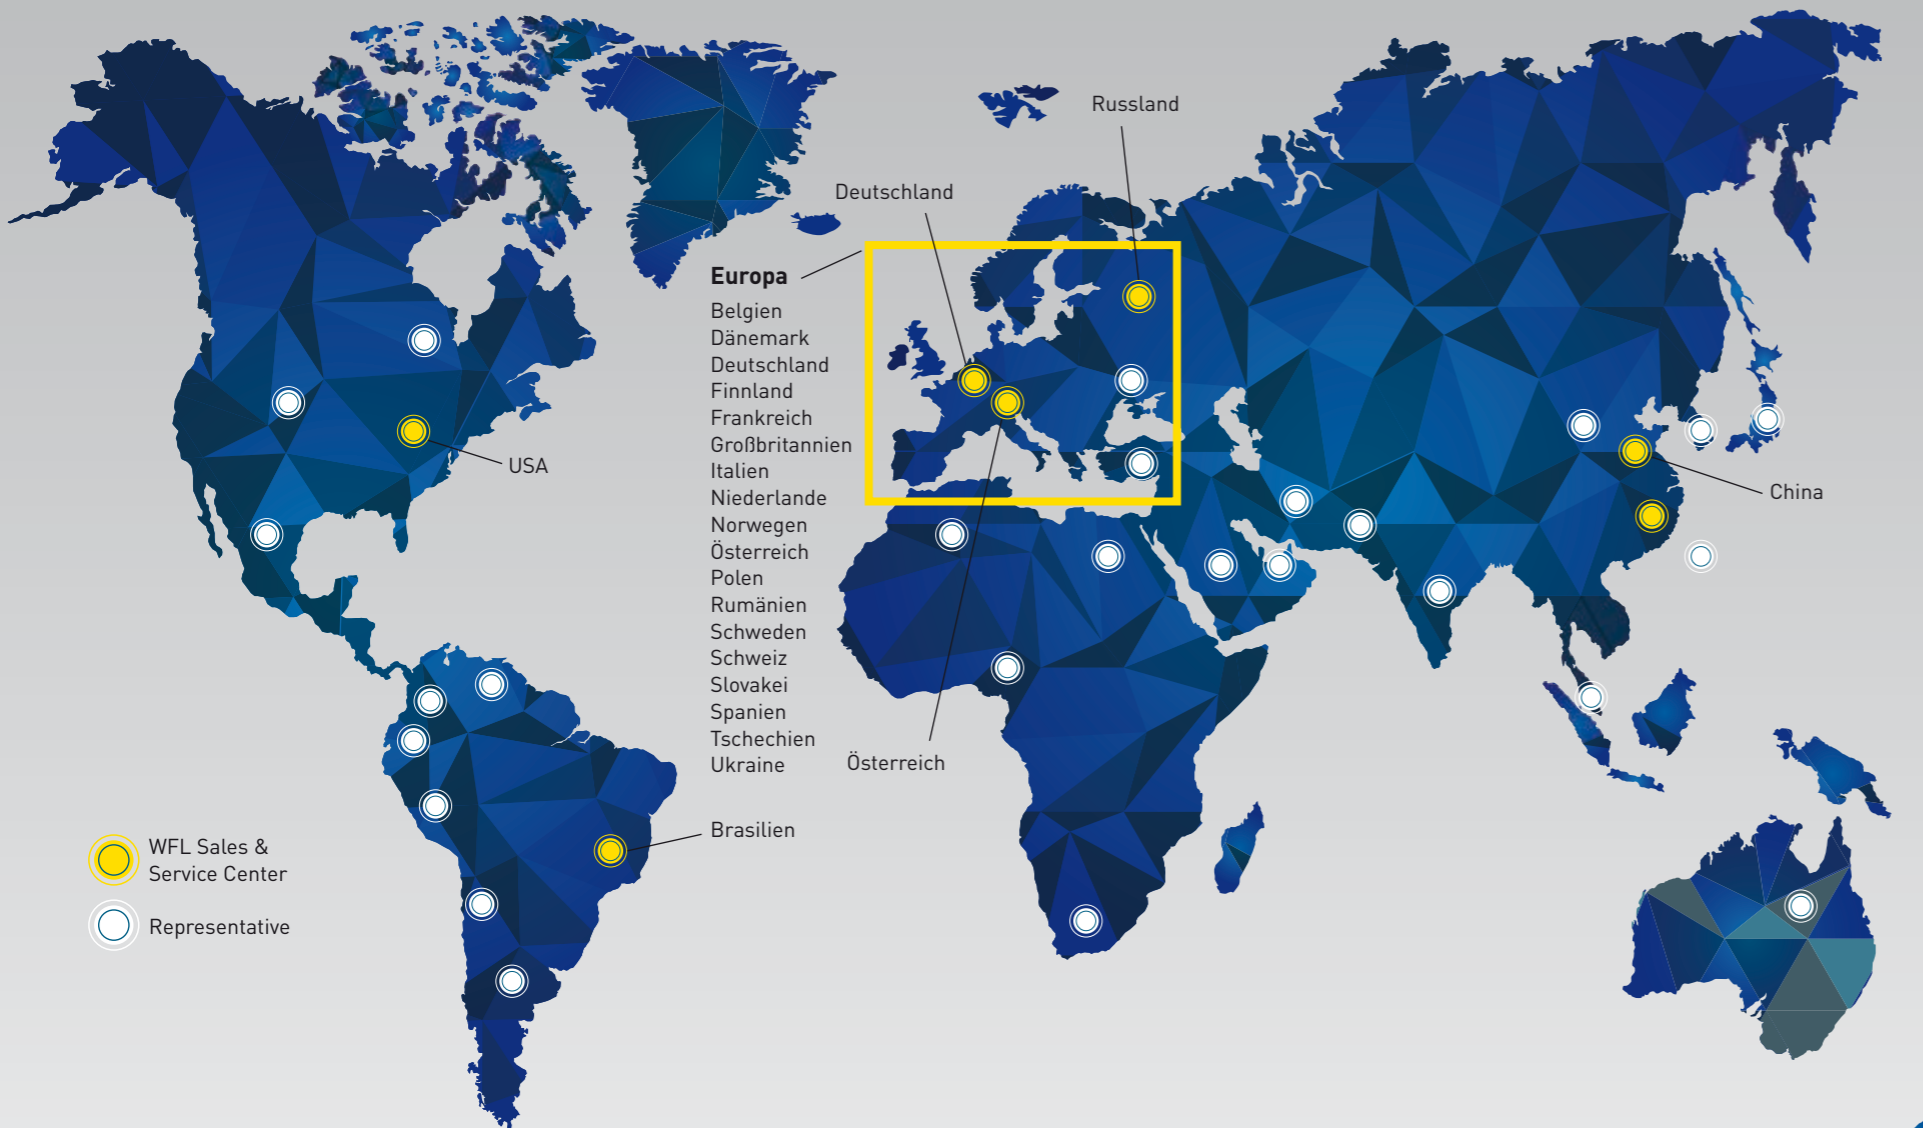 Russland
Deutschland
Europa
Belgien
Dänemark
Deutschland
Finnland
Frankreich
Großbritannien
Italien
Niederlande
Norwegen
Österreich
Polen
Rumänien
Schweden
Schweiz
Slovakei
Spanien
Tschechien
Ukraine
USA
China
Österreich
Brasilien
WFL Sales &
Service Center
Representative